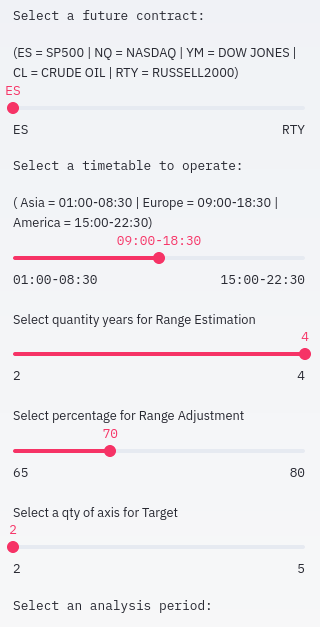 Select a future contract:
(ES = SP500 | NQ = NASDAQ | YM = DOW JONES |
CL = CRUDE OIL | RTY = RUSSELL2000)
ES
ES RTY
Select a timetable to operate:
( Asia = 01:00-08:30 | Europe = 09:00-18:30 |
America = 15:00-22:30)
09:00-18:30
01:00-08:30 15:00-22:30
Select quantity years for Range Estimation
4
2 4
Select percentage for Range Adjustment
70
65 80
Select a qty of axis for Target
2
2 5
Select an analysis period: